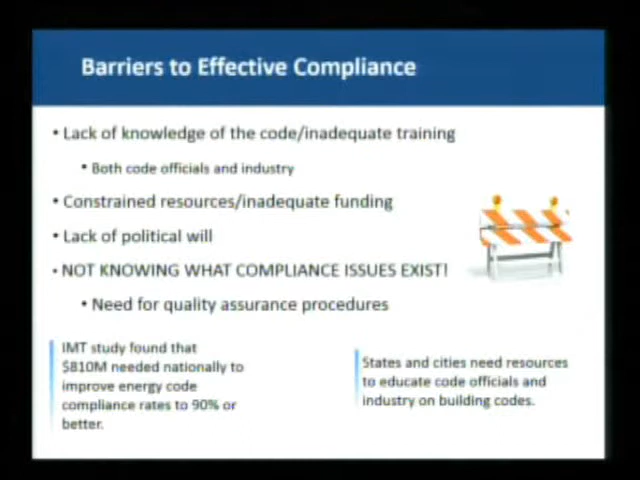 Barriers to Effective Compliance
• Lack of knowledge of the code/inadequate training
• Both code officials and industry
• Constrained resources/inadequate funding
• Lack of political will
• NOT KNOWING WHAT COMPLIANCE ISSUES EXIST!
• Need for quality assurance procedures
IMT study found that
$810M needed nationally to
improve energy code
compliance rates to 90% or
better.
States and cities need resources
to educate code officials and
industry on building codes.